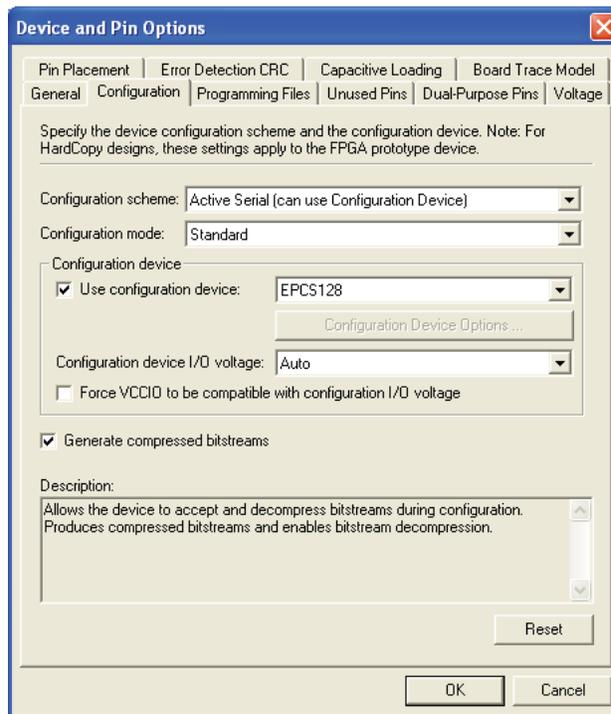 Device and Pin Options
Pin Placement Error Detection CRC Capacitive Loading Board Trace Model
General Configuration Programming Files Unused Pins Dual-Purpose Pins Voltage
Specify the device configuration scheme and the configuration device. Note: For
HardCopy designs, these settings apply to the FPGA prototype device.
Configuration scheme: Active Serial (can use Configuration Device)
Configuration mode: Standard
Configuration device
Use configuration device: EPCS128
Configuration Device Options ...
Configuration device I/O voltage: Auto
Force VCCIO to be compatible with configuration I/O voltage
Generate compressed bitstreams
Description:
Allows the device to accept and decompress bitstreams during configuration.
Produces compressed bitstreams and enables bitstream decompression.
Reset
OK Cancel